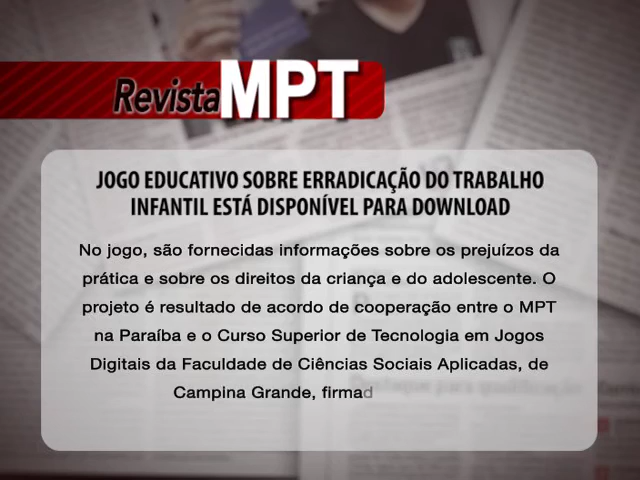 Revista MPT
JOGO EDUCATIVO SOBRE ERRADICAÇÃO DO TRABALHO
INFANTIL ESTÁ DISPONÍVEL PARA DOWNLOAD
No jogo, são fornecidas informações sobre os prejuízos da
prática e sobre os direitos da criança e do adolescente. O
projeto é resultado de acordo de cooperação entre o MPT
na Paraíba e o Curso Superior de Tecnologia em Jogos
Digitais da Faculdade de Ciências Sociais Aplicadas, de
Campina Grande, firmad